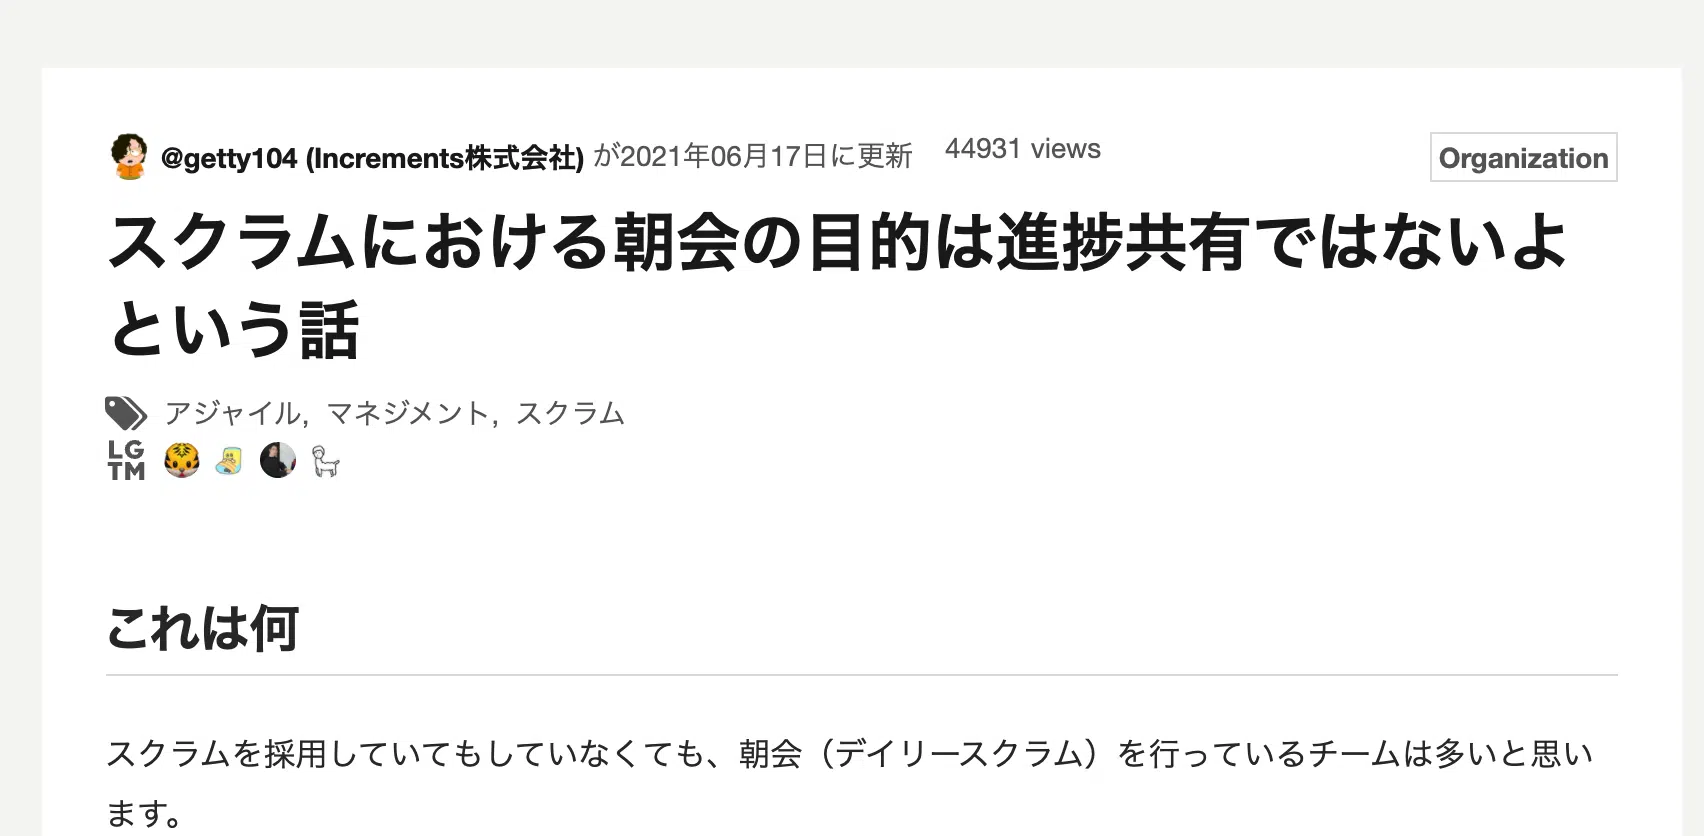 @getty104 (Increments株式会社) が2021年06月17日に更新 44931 views
Organization
スクラムにおける朝会の目的は進捗共有ではないよ
という話
アジャイル, マネジメント, スクラム
LG
TM
これは何
スクラムを採用していてもしていなくても、朝会（デイリースクラム）を行っているチームは多いと思い
ます。